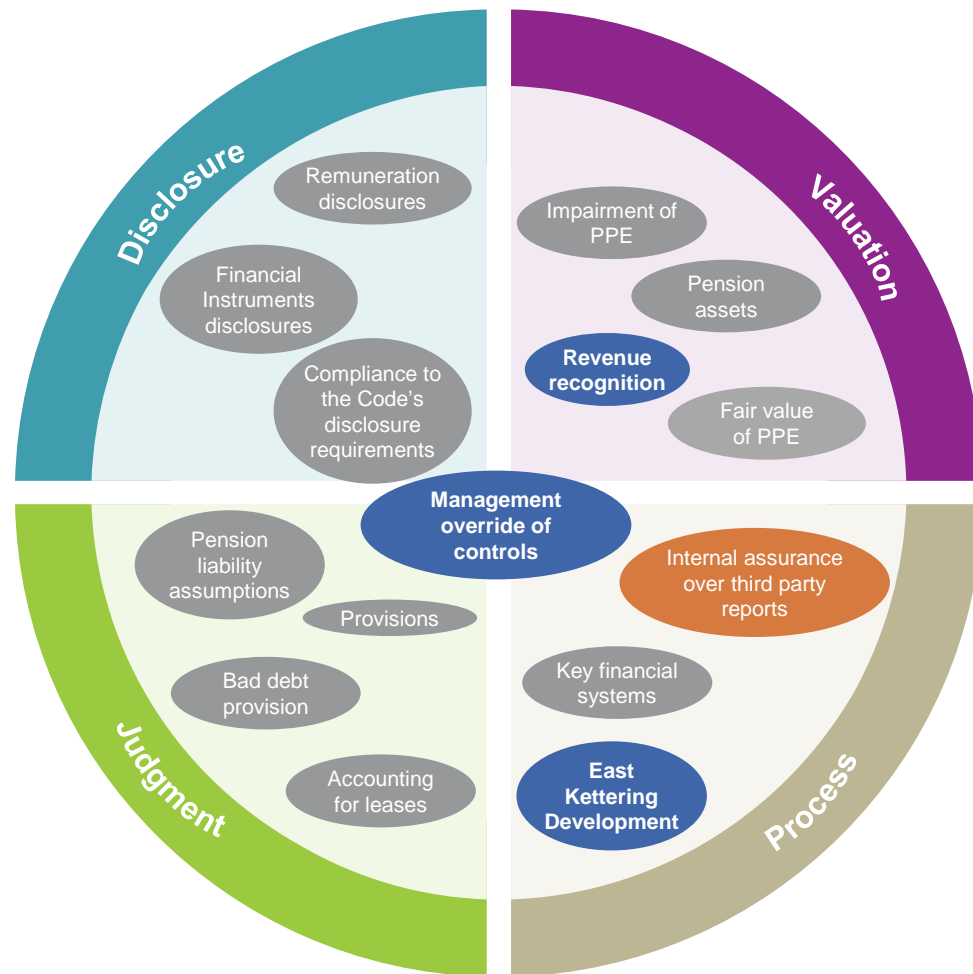 Disclosure
Remuneration
disclosures
Financial
Instruments
disclosures
Compliance to
the Code’s
disclosure
requirements
Valuation
Impairment of
PPE
Pension
assets
Revenue
recognition
Fair value
of PPE
Management
override of
controls
Judgment
Pension
liability
assumptions
Provisions
Bad debt
provision
Accounting
for leases
Process
Internal assurance
over third party
reports
Key financial
systems
East
Kettering
Development